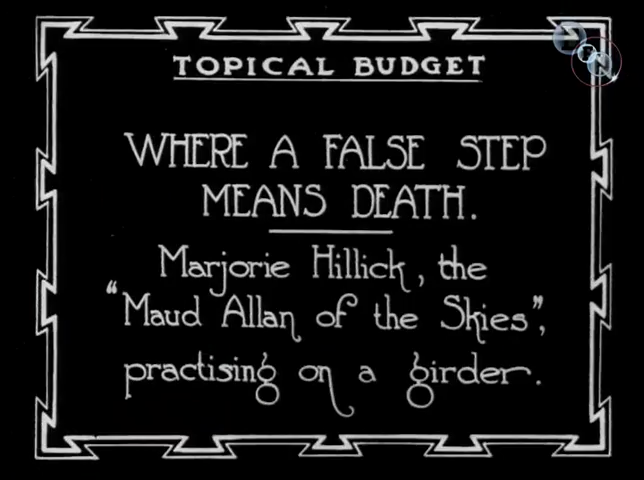 TOPICAL BUDGET
WHERE A FALSE STEP
MEANS DEATH.
Marjorie Hillick, the
"Maud Allan of the Skies",
practising on a girder.